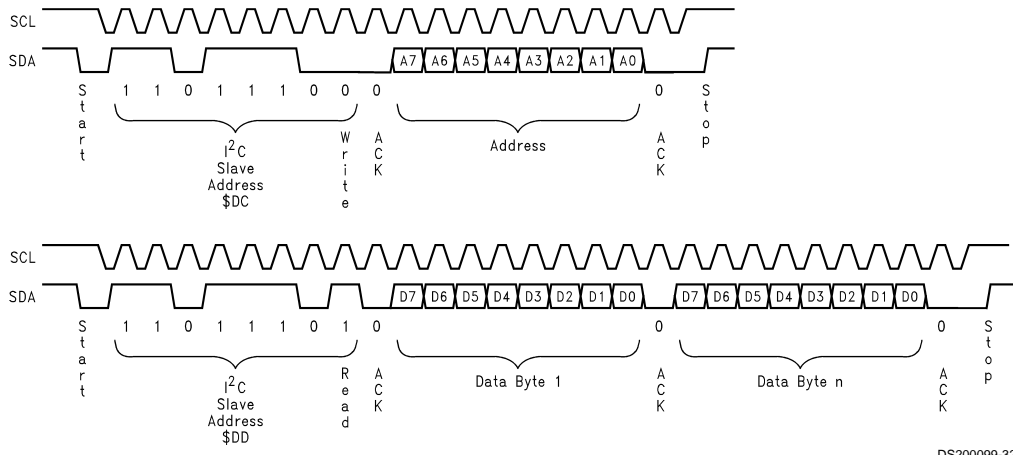 SCL
SDA A7 A6 A5 A4 A3 A2 A1 A0
Start 1 1 0 1 1 1 0 0 0 0 Stop
I²C Slave Address $DC
Write
ACK
Address
ACK
SCL
SDA D7 D6 D5 D4 D3 D2 D1 D0 D7 D6 D5 D4 D3 D2 D1 D0
Start 1 1 0 1 1 1 0 1 0 0 0 Stop
I²C Slave Address $DD
Read
ACK
Data Byte 1
ACK
Data Byte n
ACK